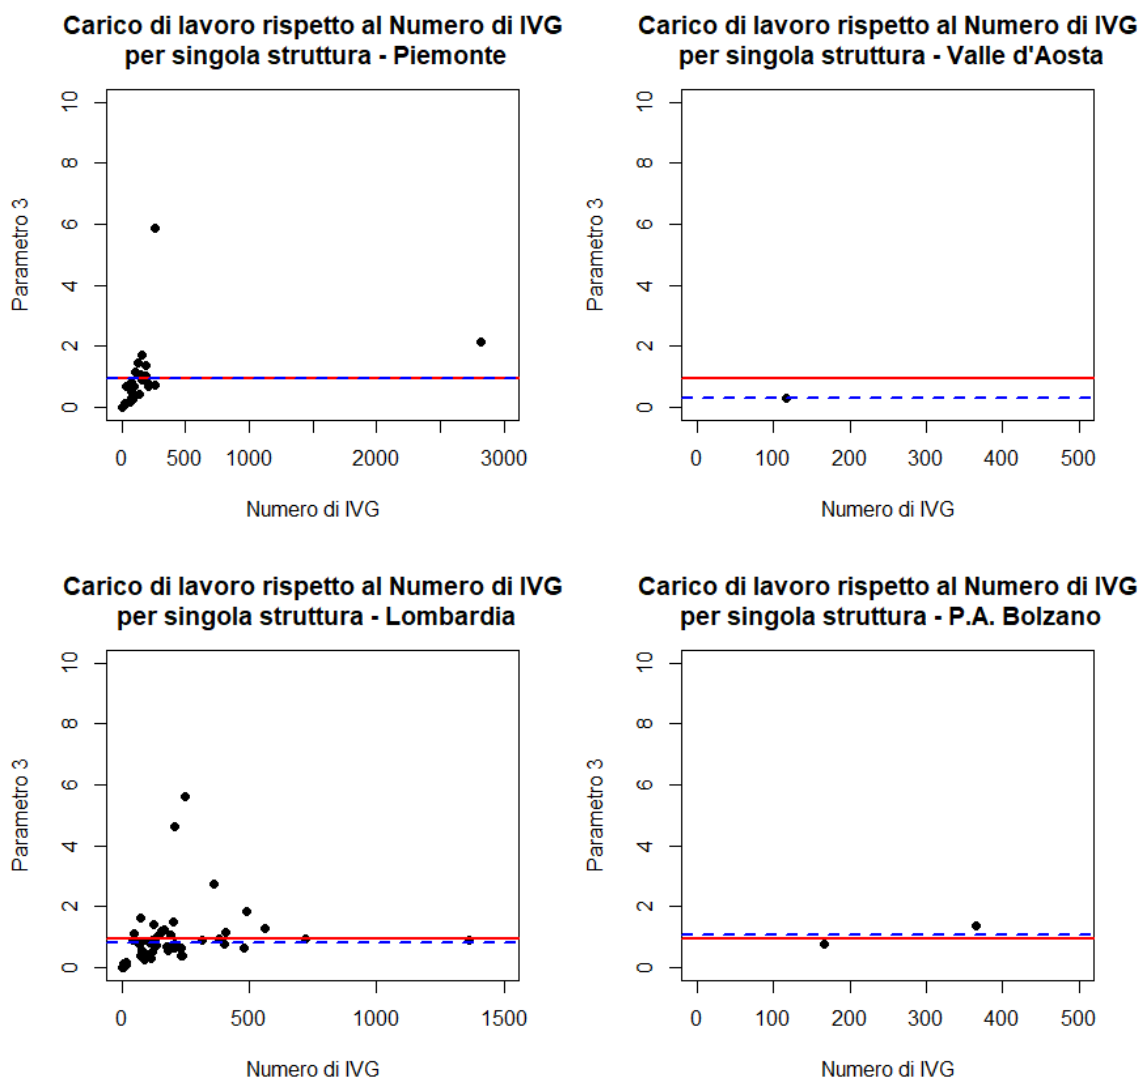 Carico di lavoro rispetto al Numero di IVG
per singola struttura - Piemonte
Parametro 3
10
8
6
4
2
0
0 500 1000 2000 3000
Numero di IVG
Carico di lavoro rispetto al Numero di IVG
per singola struttura - Valle d'Aosta
Parametro 3
10
8
6
4
2
0
0 100 200 300 400 500
Numero di IVG
Carico di lavoro rispetto al Numero di IVG
per singola struttura - Lombardia
Parametro 3
10
8
6
4
2
0
0 500 1000 1500
Numero di IVG
Carico di lavoro rispetto al Numero di IVG
per singola struttura - P.A. Bolzano
Parametro 3
10
8
6
4
2
0
0 100 200 300 400 500
Numero di IVG